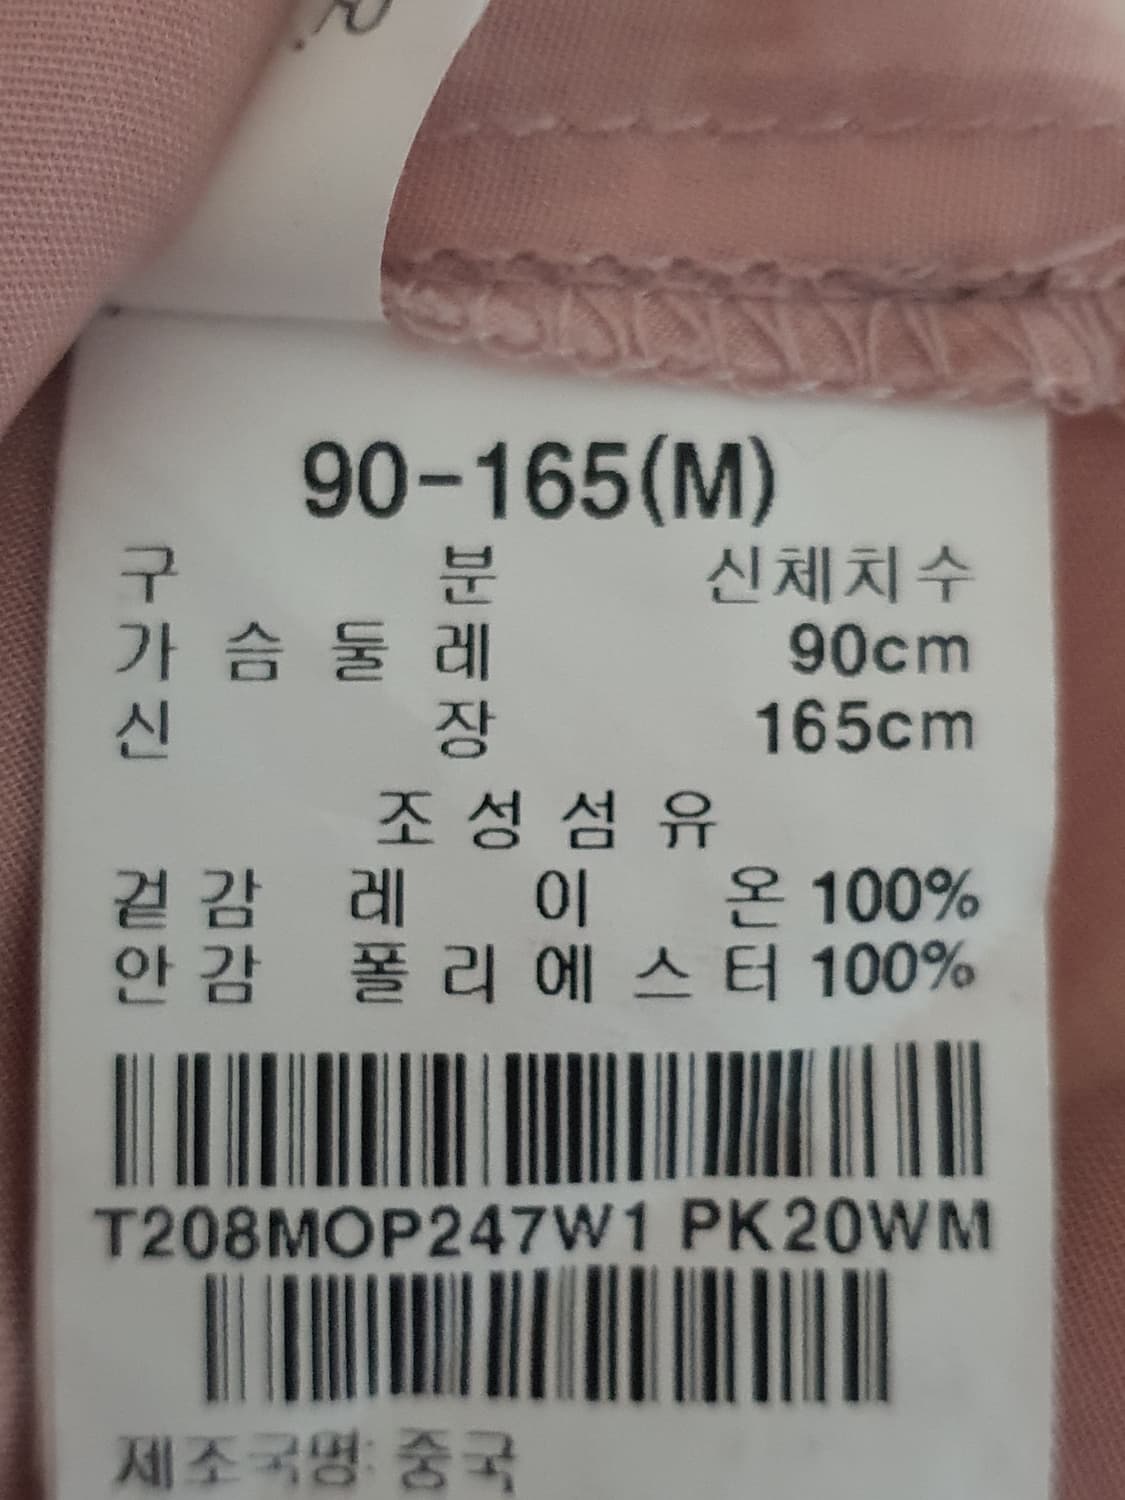 90-165(M)
구 분 신체치수
가 슴 둘 레 90cm
신 장 165cm
조 성 섬 유
겉 감 레 이 온 100%
안 감 폴 리 에 스 터 100%
T208MOP247W1 PK20WM
제조국명: 중국